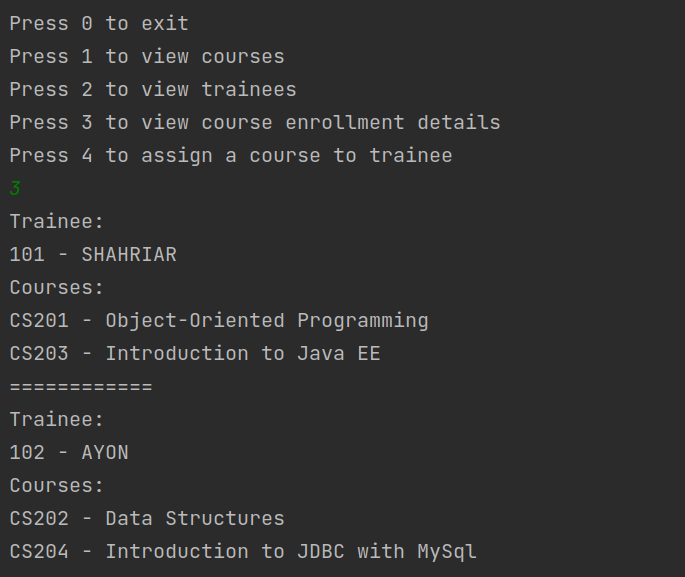 Press 0 to exit
Press 1 to view courses
Press 2 to view trainees
Press 3 to view course enrollment details
Press 4 to assign a course to trainee
3
Trainee:
101 - SHAHRIAR
Courses:
CS201 - Object-Oriented Programming
CS203 - Introduction to Java EE
============
Trainee:
102 - AYON
Courses:
CS202 - Data Structures
CS204 - Introduction to JDBC with MySql